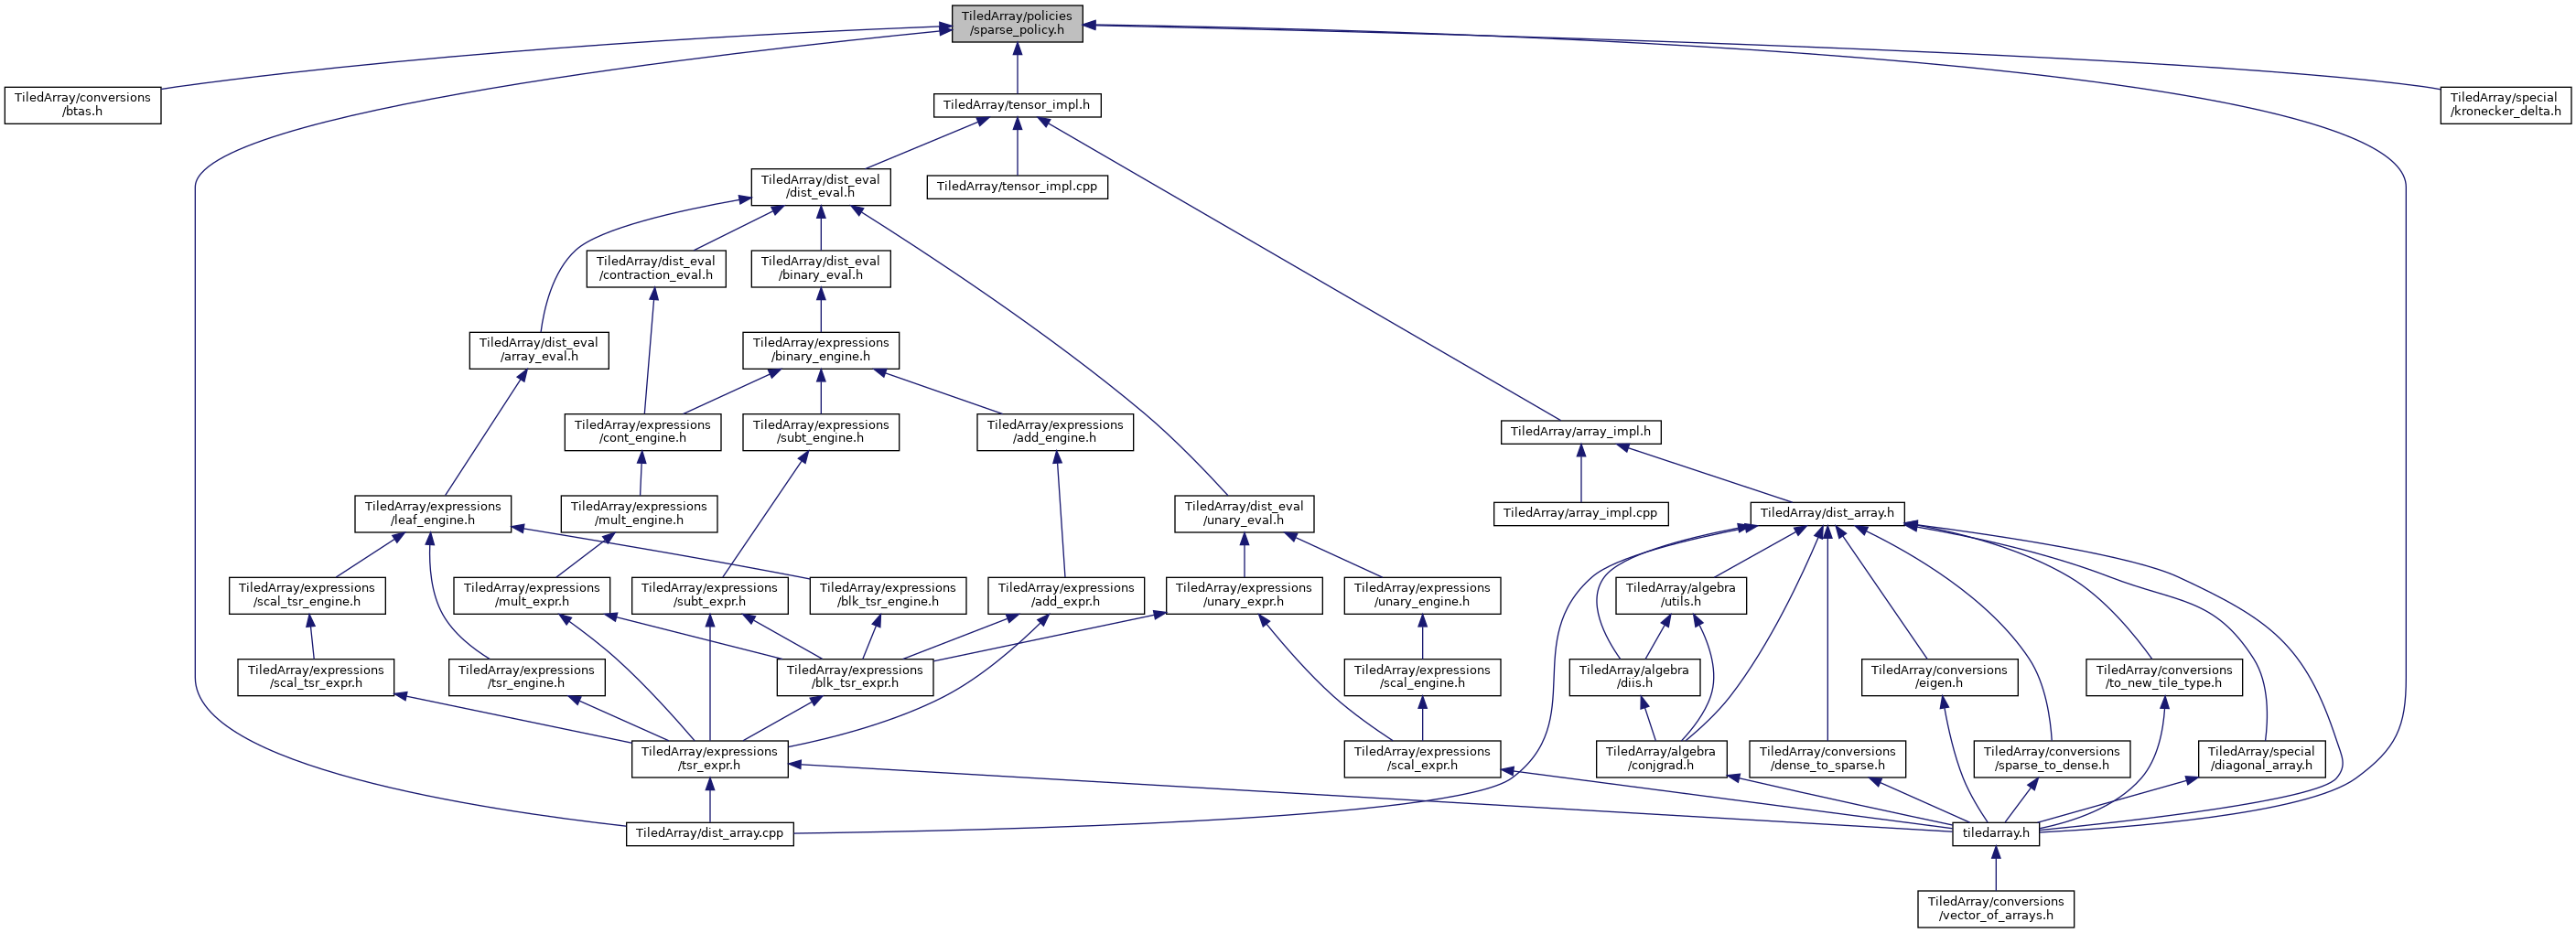 TiledArray/policies
/sparse_policy.h
TiledArray/conversions
/btas.h
TiledArray/tensor_impl.h
TiledArray/special
/kronecker_delta.h
TiledArray/dist_eval
/dist_eval.h
TiledArray/tensor_impl.cpp
TiledArray/dist_eval
/contraction_eval.h
TiledArray/dist_eval
/binary_eval.h
TiledArray/dist_eval
/array_eval.h
TiledArray/expressions
/binary_engine.h
TiledArray/expressions
/cont_engine.h
TiledArray/expressions
/subt_engine.h
TiledArray/expressions
/add_engine.h
TiledArray/array_impl.h
TiledArray/expressions
/leaf_engine.h
TiledArray/expressions
/mult_engine.h
TiledArray/dist_eval
/unary_eval.h
TiledArray/array_impl.cpp
TiledArray/dist_array.h
TiledArray/expressions
/scal_tsr_engine.h
TiledArray/expressions
/mult_expr.h
TiledArray/expressions
/subt_expr.h
TiledArray/expressions
/blk_tsr_engine.h
TiledArray/expressions
/add_expr.h
TiledArray/expressions
/unary_expr.h
TiledArray/expressions
/unary_engine.h
TiledArray/algebra
/utils.h
TiledArray/expressions
/scal_tsr_expr.h
TiledArray/expressions
/tsr_engine.h
TiledArray/expressions
/blk_tsr_expr.h
TiledArray/expressions
/scal_engine.h
TiledArray/algebra
/diis.h
TiledArray/conversions
/eigen.h
TiledArray/conversions
/to_new_tile_type.h
TiledArray/expressions
/tsr_expr.h
TiledArray/expressions
/scal_expr.h
TiledArray/algebra
/conjgrad.h
TiledArray/conversions
/dense_to_sparse.h
TiledArray/conversions
/sparse_to_dense.h
TiledArray/special
/diagonal_array.h
TiledArray/dist_array.cpp
tiledarray.h
TiledArray/conversions
/vector_of_arrays.h